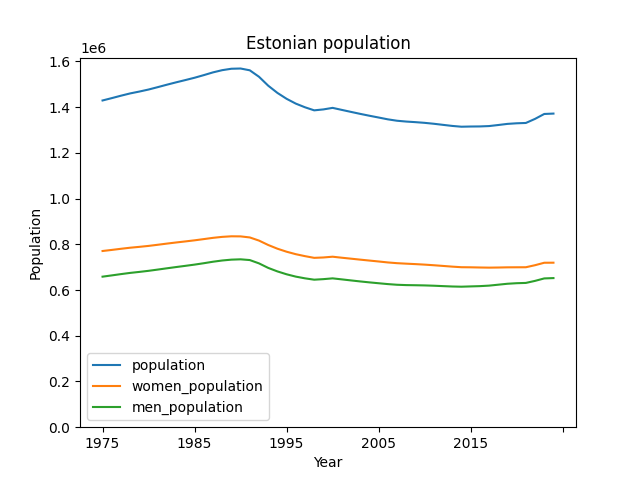 Estonian population
1e6
1.6
1.4
1.2
1.0
0.8
0.6
0.4
0.2
0.0
Population
population
women_population
men_population
1975 1985 1995 2005 2015
Year